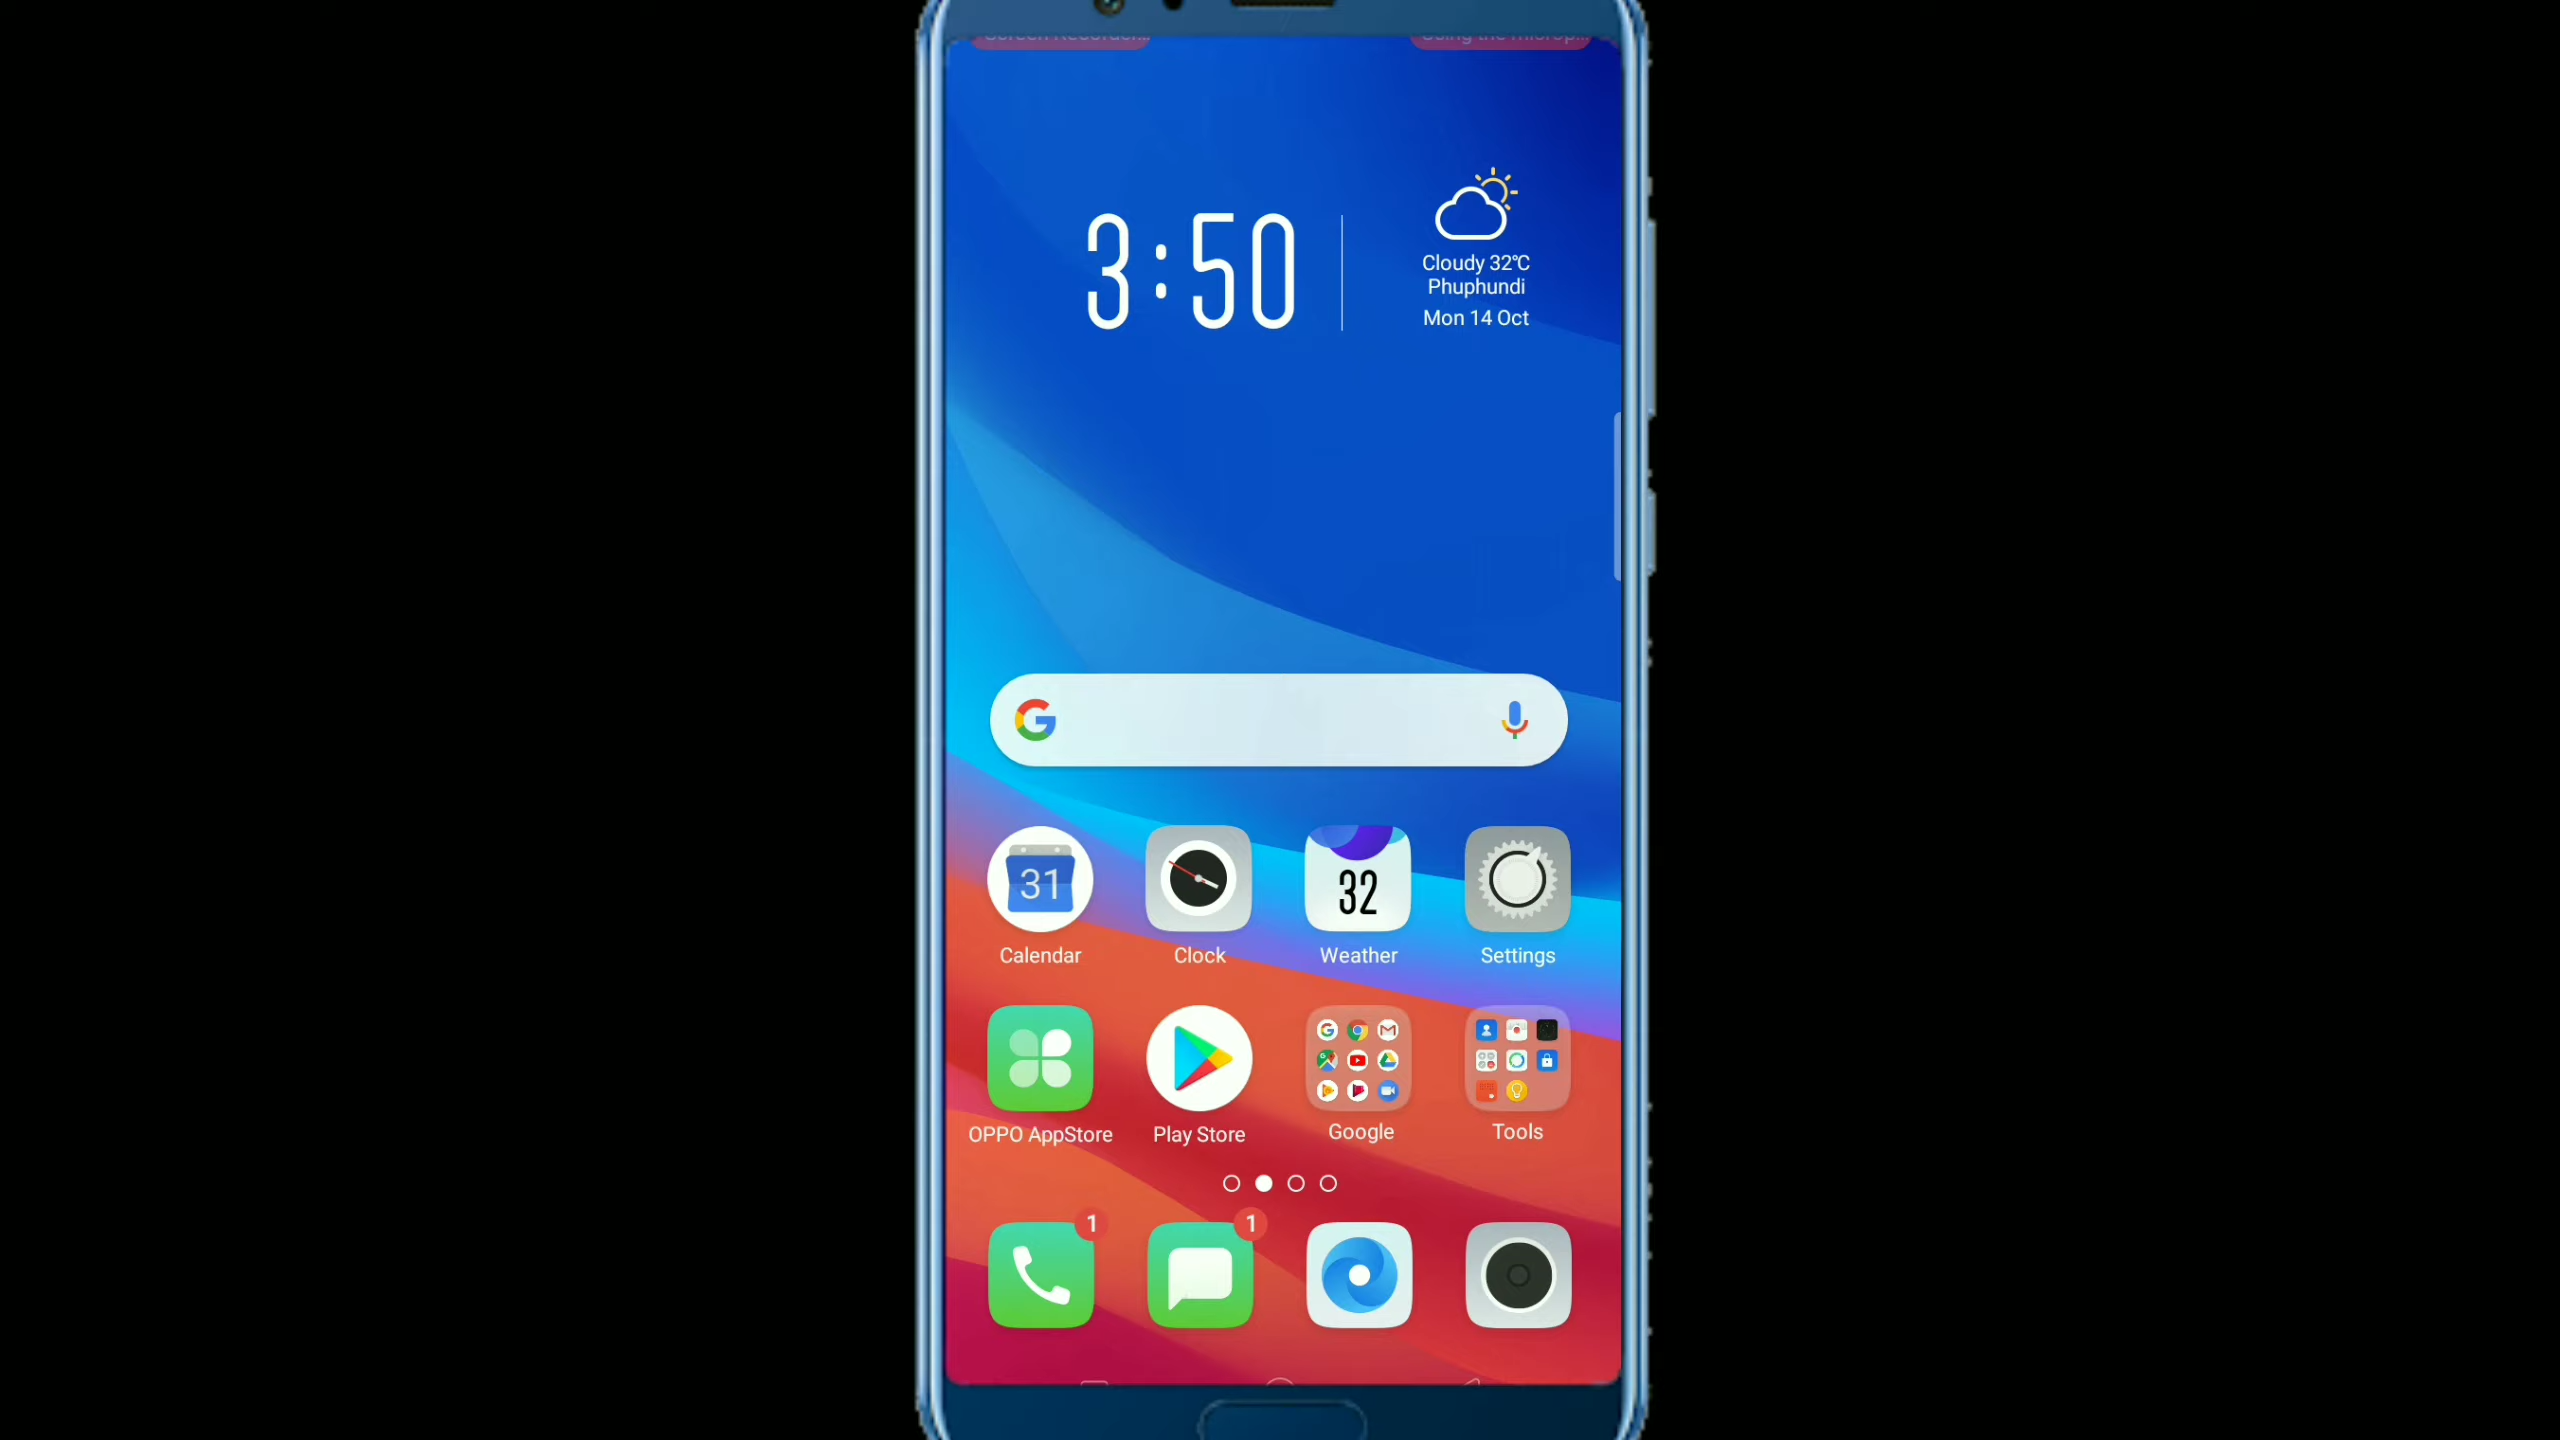 3:50
Cloudy 32℃
Phuphundi
Mon 14 Oct
31
32
Calendar
Clock
Weather
Settings
OPPO AppStore
Play Store
Google
Tools
1
1